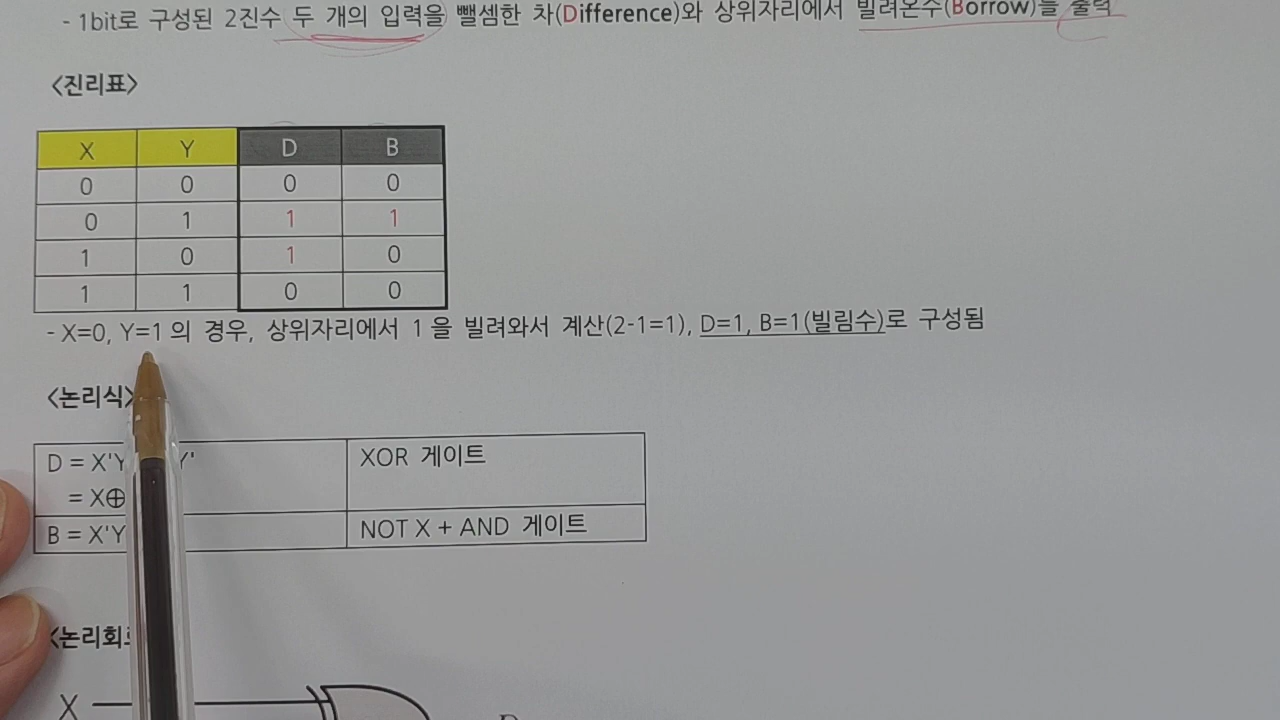 - 1bit로 구성된 2진수 두 개의 입력을 뺄셈한 차(Difference)와 상위자리에서 빌려온수(Borrow)를 출력
<진리표>
X Y D B
0 0 0 0
0 1 1 1
1 0 1 0
1 1 0 0
- X=0, Y=1의 경우, 상위자리에서 1을 빌려와서 계산(2-1=1), D=1, B=1(빌림수)로 구성됨
<논리식>
D = X'Y Y' XOR 게이트
= X⊕
B = X'Y NOT X + AND 게이트
<논리회
X